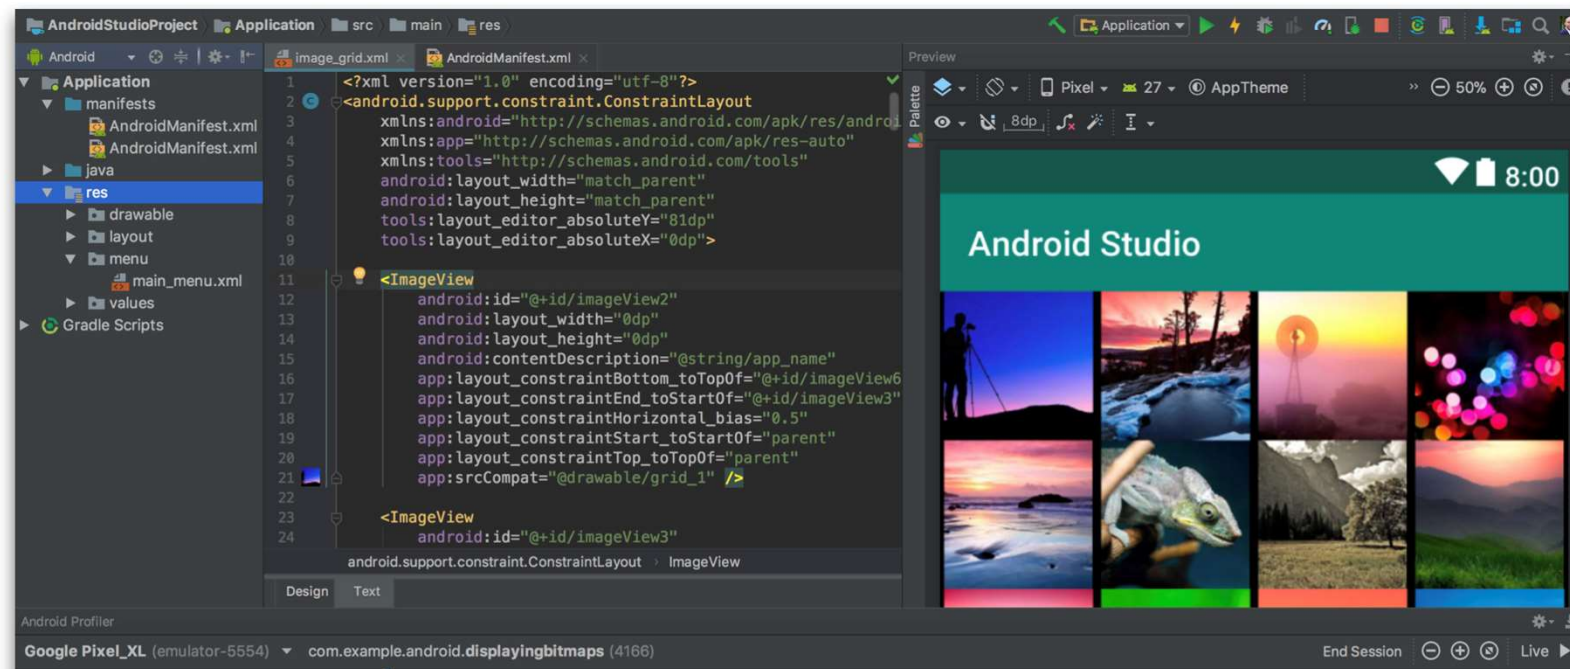 AndroidStudioProject Application src main res Application
Android image_grid.xml AndroidManifest.xml Preview
Application
manifests
AndroidManifest.xml
AndroidManifest.xml
java
res
drawable
layout
menu
main_menu.xml
values
Gradle Scripts
1 <?xml version="1.0" encoding="utf-8"?>
2 <android.support.constraint.ConstraintLayout
3 xmlns:android="http://schemas.android.com/apk/res/androi
4 xmlns:app="http://schemas.android.com/apk/res-auto"
5 xmlns:tools="http://schemas.android.com/tools"
6 android:layout_width="match_parent"
7 android:layout_height="match_parent"
8 tools:layout_editor_absoluteY="81dp"
9 tools:layout_editor_absoluteX="0dp">
10
11 <ImageView
12 android:id="@+id/imageView2"
13 android:layout_width="0dp"
14 android:layout_height="0dp"
15 android:contentDescription="@string/app_name"
16 app:layout_constraintBottom_toTopOf="@+id/imageView6
17 app:layout_constraintEnd_toStartOf="@+id/imageView3"
18 app:layout_constraintHorizontal_bias="0.5"
19 app:layout_constraintStart_toStartOf="parent"
20 app:layout_constraintTop_toTopOf="parent"
21 app:srcCompat="@drawable/grid_1" />
22
23 <ImageView
24 android:id="@+id/imageView3"
android.support.constraint.ConstraintLayout › ImageView
Design Text
Palette
Pixel 27 AppTheme » 50%
8dp
8:00
Android Studio
Android Profiler
Google Pixel_XL (emulator-5554) com.example.android.displayingbitmaps (4166) End Session Live